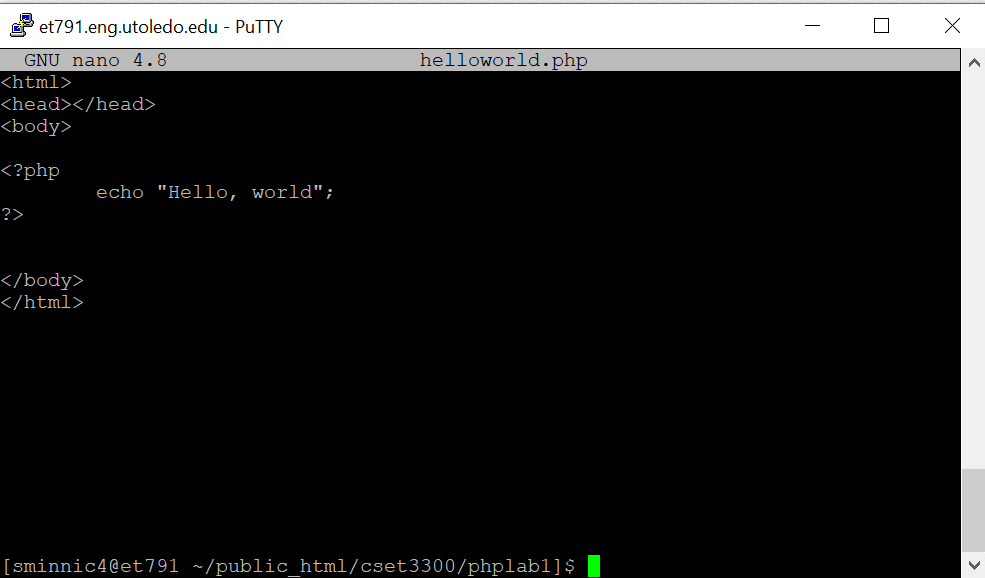 et791.eng.utoledo.edu - PuTTY
GNU nano 4.8 helloworld.php
<html>
<head></head>
<body>
<?php
echo "Hello, world";
?>
</body>
</html>
[sminnic4@et791 ~/public_html/cset3300/phplab1]$